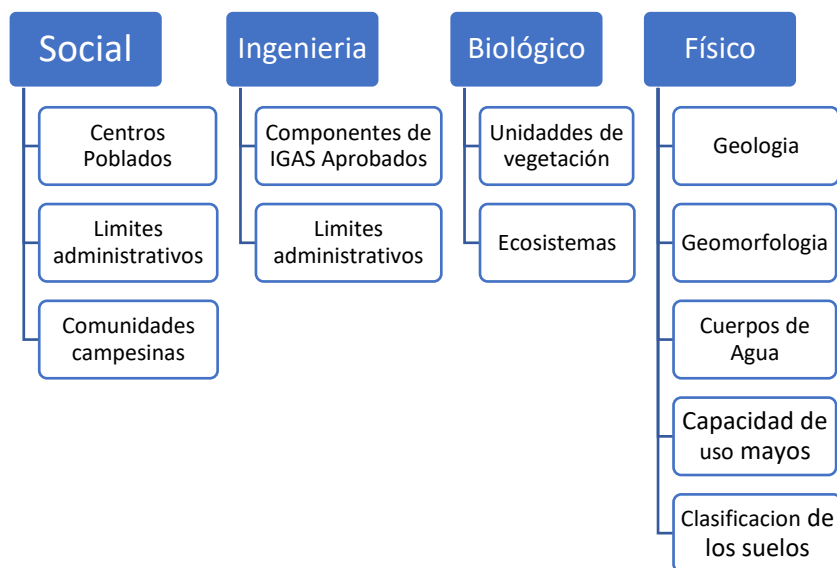 Social
Centros
Poblados
Limites
administrativos
Comunidades
campesinas
Ingenieria
Componentes de
IGAS Aprobados
Limites
administrativos
Biológico
Unidaddes de
vegetación
Ecosistemas
Físico
Geologia
Geomorfologia
Cuerpos de
Agua
Capacidad de
uso mayos
Clasificacion de
los suelos